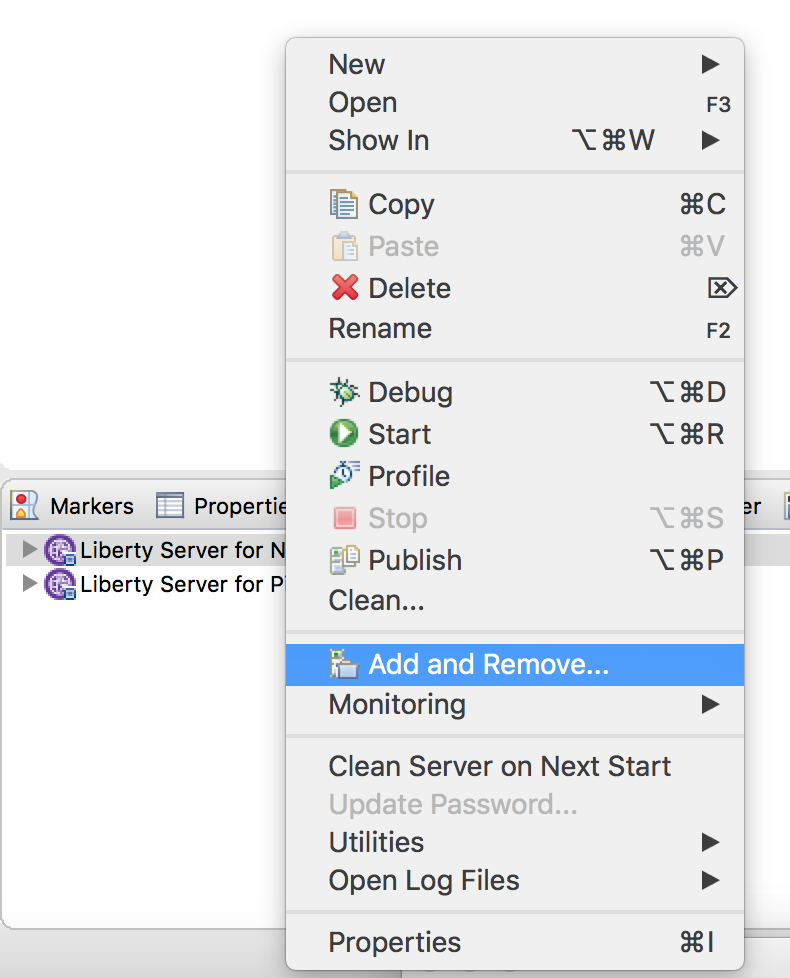 New
Open F3
Show In ⌥⌘W
Copy ⌘C
Paste ⌘V
Delete ⌦
Rename F2
Debug ⌥⌘D
Start ⌥⌘R
Profile
Stop ⌥⌘S
Publish ⌥⌘P
Clean...
Add and Remove...
Monitoring
Clean Server on Next Start
Update Password...
Utilities
Open Log Files
Properties ⌘I
Markers
Liberty Server for
Liberty Server for